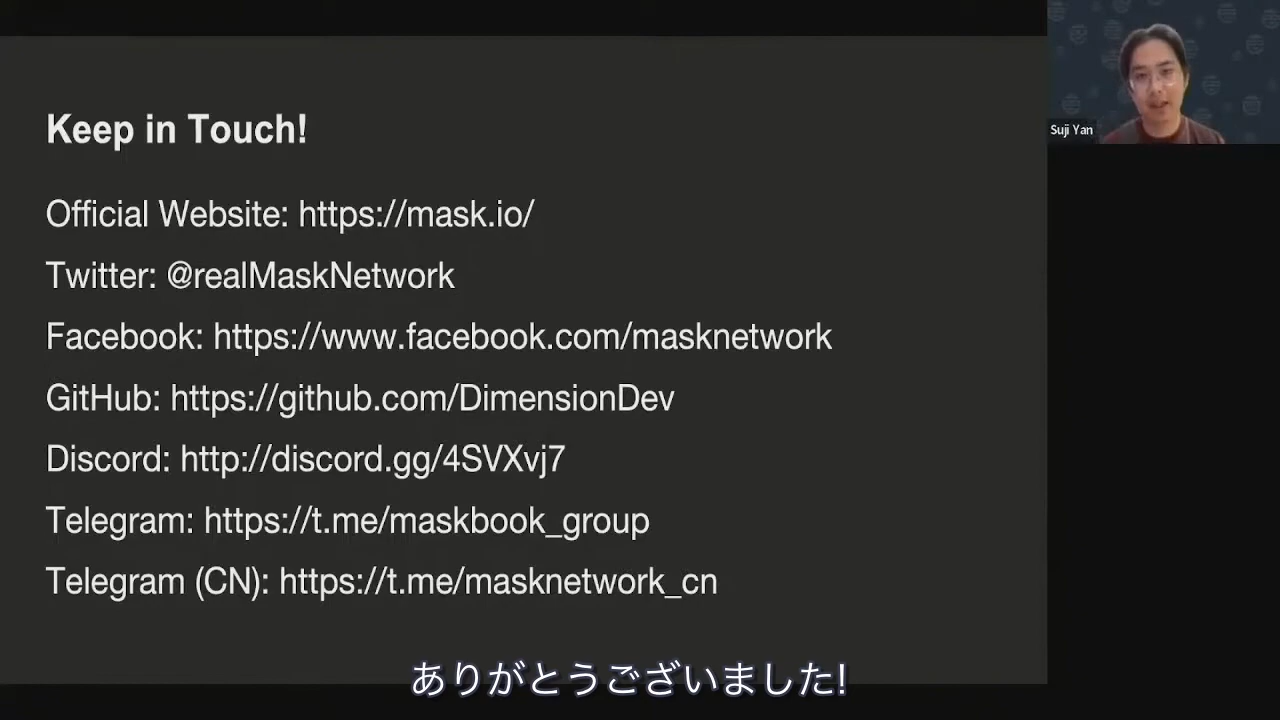 Keep in Touch!
Official Website: https://mask.io/
Twitter: @realMaskNetwork
Facebook: https://www.facebook.com/masknetwork
GitHub: https://github.com/DimensionDev
Discord: http://discord.gg/4SVXvj7
Telegram: https://t.me/maskbook_group
Telegram (CN): https://t.me/masknetwork_cn
Suji Yan
ありがとうございました!